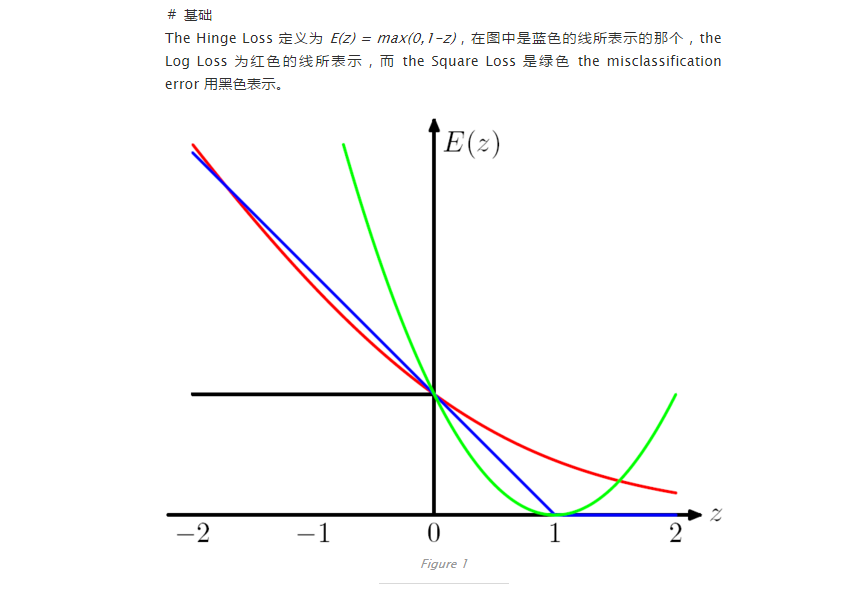 # 基础
The Hinge Loss 定义为 E(z) = max(0,1-z) , 在图中是蓝色的线所表示的那个 , the
Log Loss 为红色的线所表示 , 而 the Square Loss 是绿色 the misclassification
error 用黑色表示。
E(z)
z
−2 −1 0 1 2
Figure 1